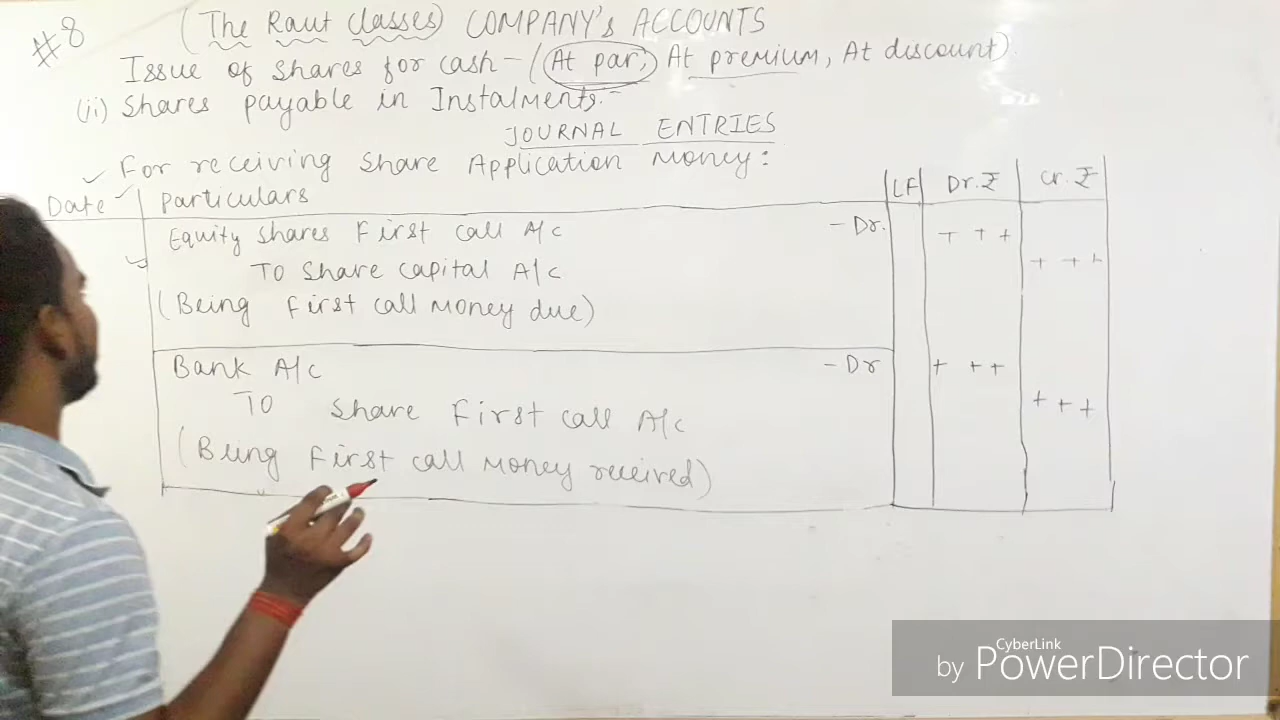 #8
(The Raut Classes) COMPANY's ACCOUNTS
Issue of Shares for cash - (At par, At premium, At discount)
(ii) Shares payable in Instalments:-
JOURNAL ENTRIES
For receiving Share Application Money:
Date Particulars LF Dr. ₹ Cr. ₹
Equity Shares First call A/c - Dr. + + +
To Share capital A/c + + +
(Being First call Money due)
Bank A/c - Dr + + +
To Share First call A/c + + +
(Being First call Money received)
CyberLink
by PowerDirector